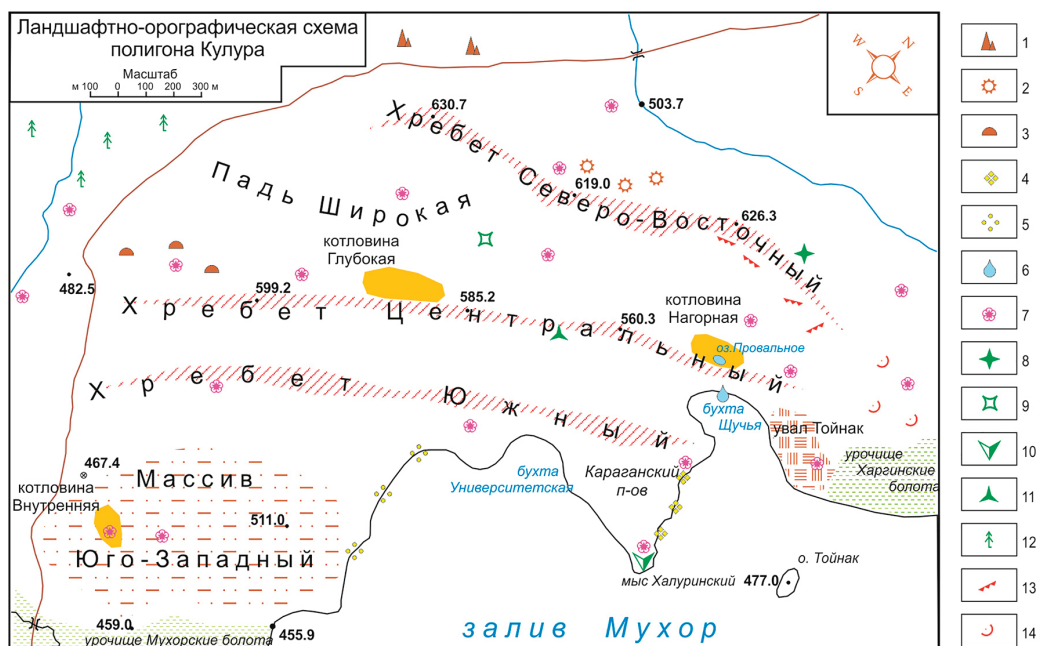 Ландшафтно-орографическая схема
полигона Кулура
Масштаб
м 100 0 100 200 300 м
W N
S E
503.7
630.7
Хребет Северо-Восточный
619.0
626.3
Падь Широкая
котловина
Глубокая
482.5
599.2
585.2
560.3
Хребет Центральный
котловина
Нагорная
оз.Провальное
Хребет Южный
бухта
Щучья
увал Тойнак
урочище
Харгинские
болота
467.4
котловина
Внутренняя
Массив
511.0
Юго-Западный
бухта
Университетская
Караганский
п-ов
мыс Халуринский
477.0
о. Тойнак
459.0
урочище Мухорские болота
455.9
залив Мухор
1
2
3
4
5
6
7
8
9
10
11
12
13
14